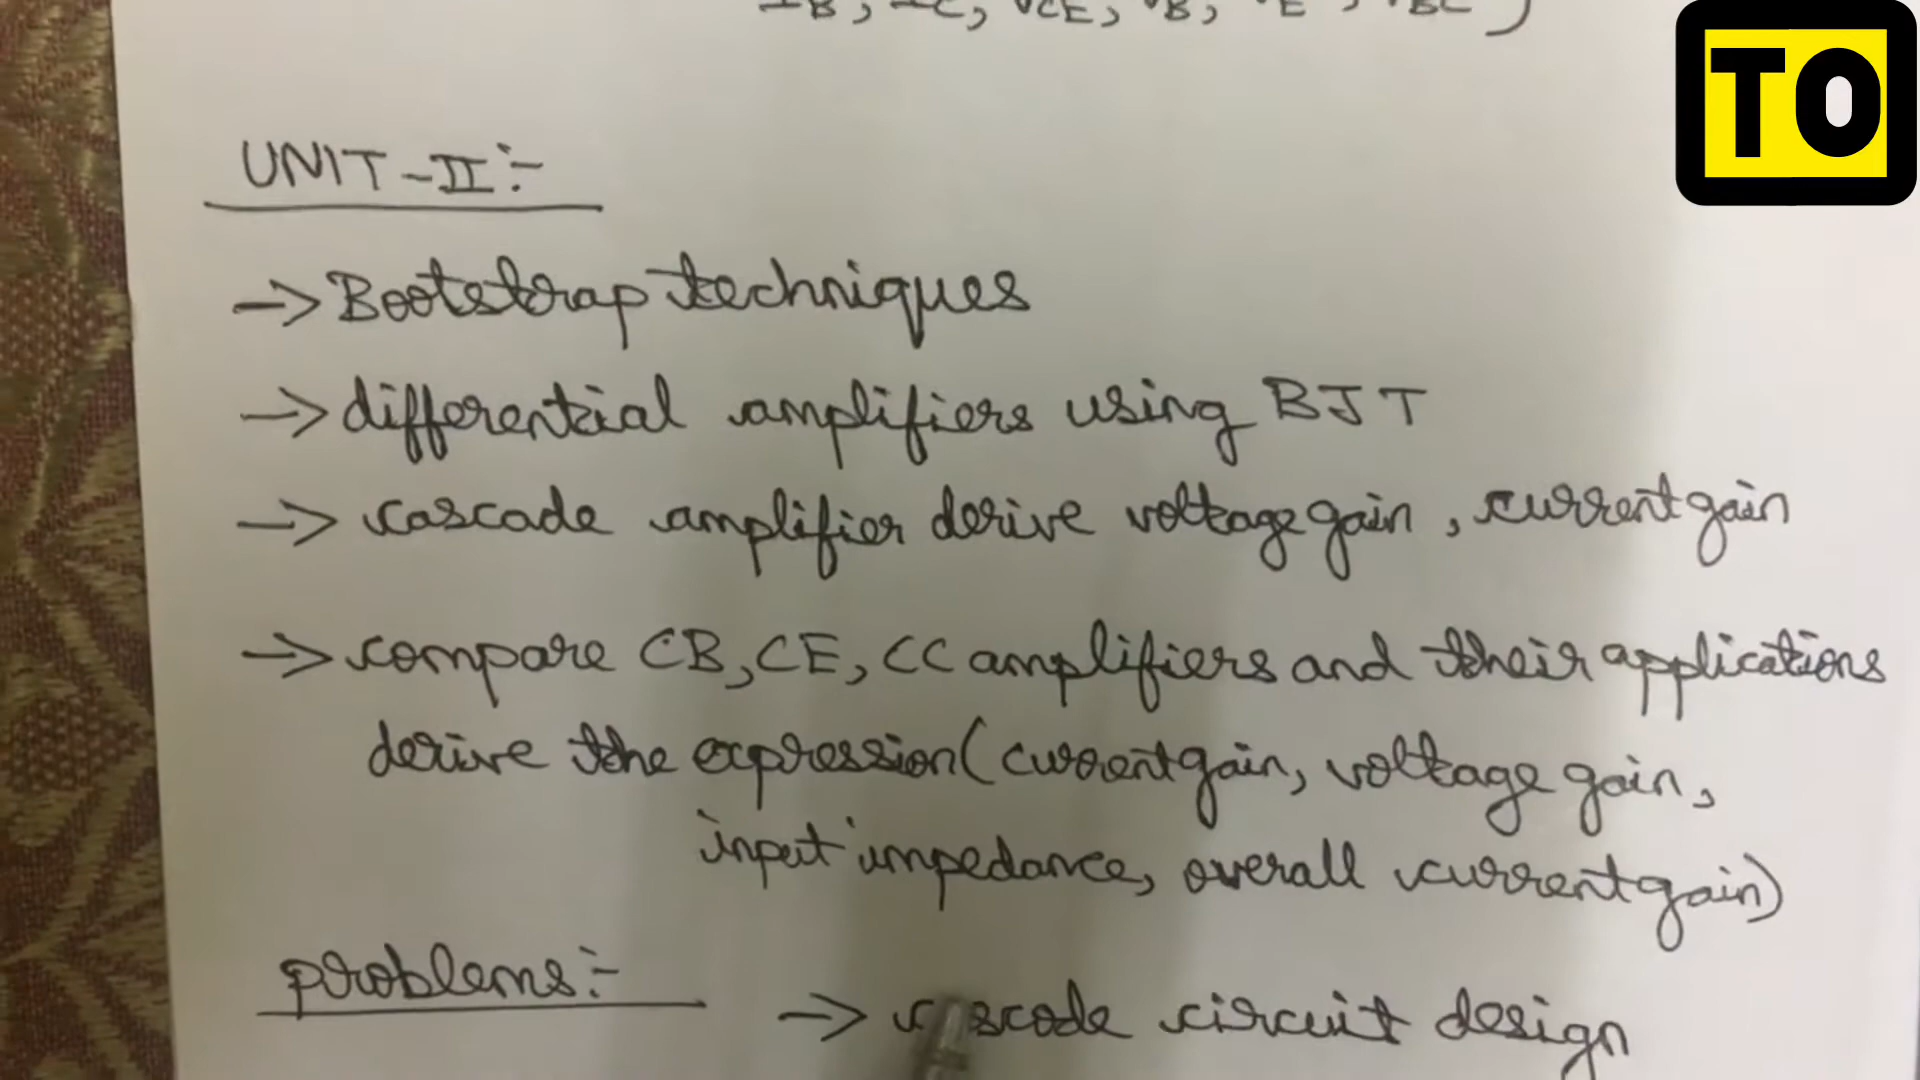 TO
UNIT-II:-
→ Bootstrap techniques
→ differential amplifiers using BJT
→ cascade amplifier derive voltage gain, current gain
→ compare CB, CE, CC amplifiers and their applications
derive the expression (current gain, voltage gain,
input impedance, overall current gain)
problems:-
→ circuit design